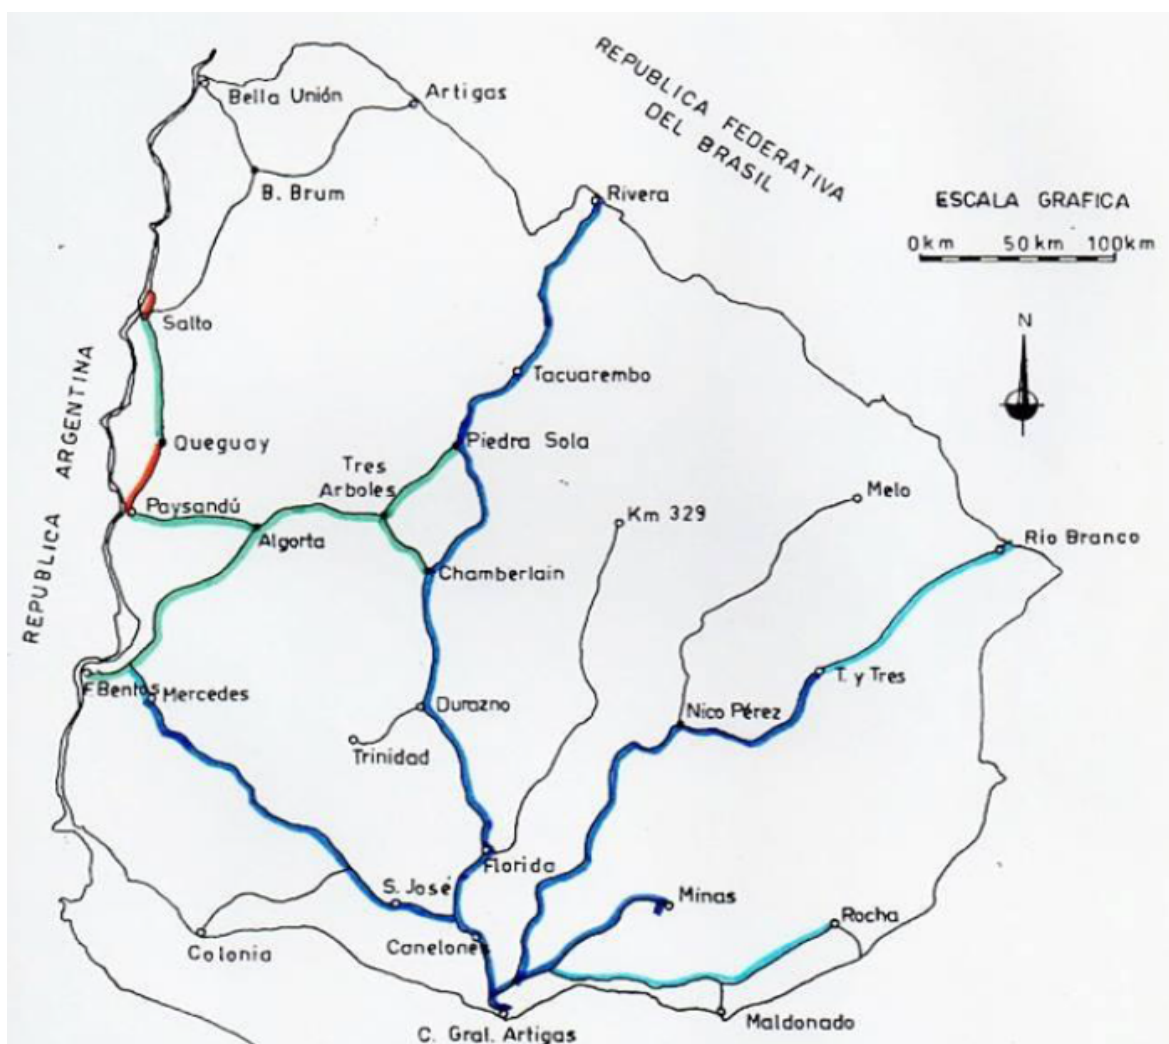 REPUBLICA FEDERATIVA
DEL BRASIL
Bella Unión
Artigas
B. Brum
Rivera
ESCALA GRAFICA
0km 50km 100km
N
Salto
REPUBLICA ARGENTINA
Tacuarembo
Queguay
Piedra Sola
Tres
Arboles
Paysandú
Algorta
Km 329
Melo
Río Branco
Chamberlain
F. Bentos
Mercedes
Durazno
Trinidad
Nico Pérez
T. y Tres
Florida
S. José
Minas
Rocha
Colonia
Canelones
C. Gral. Artigas
Maldonado